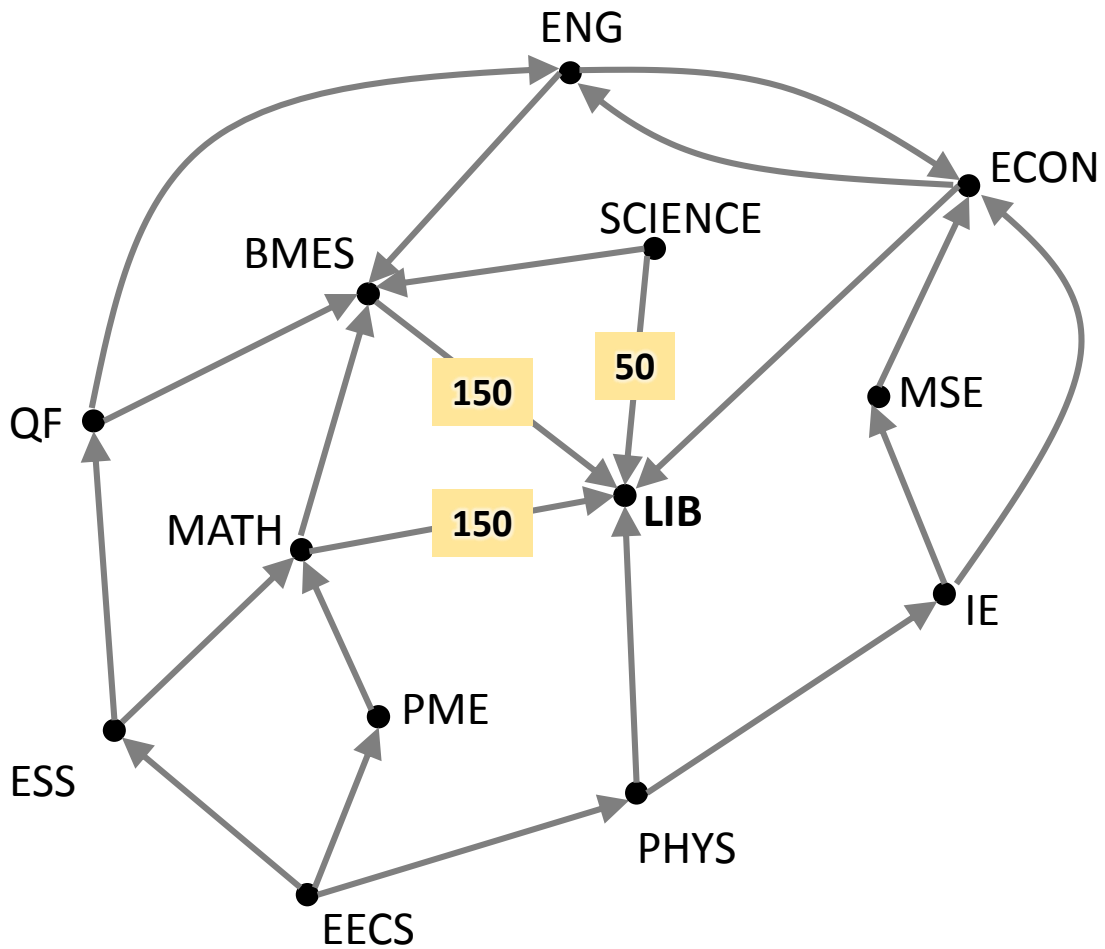 ENG
ECON
SCIENCE
BMES
50
150
MSE
QF
LIB
150
MATH
IE
PME
ESS
PHYS
EECS